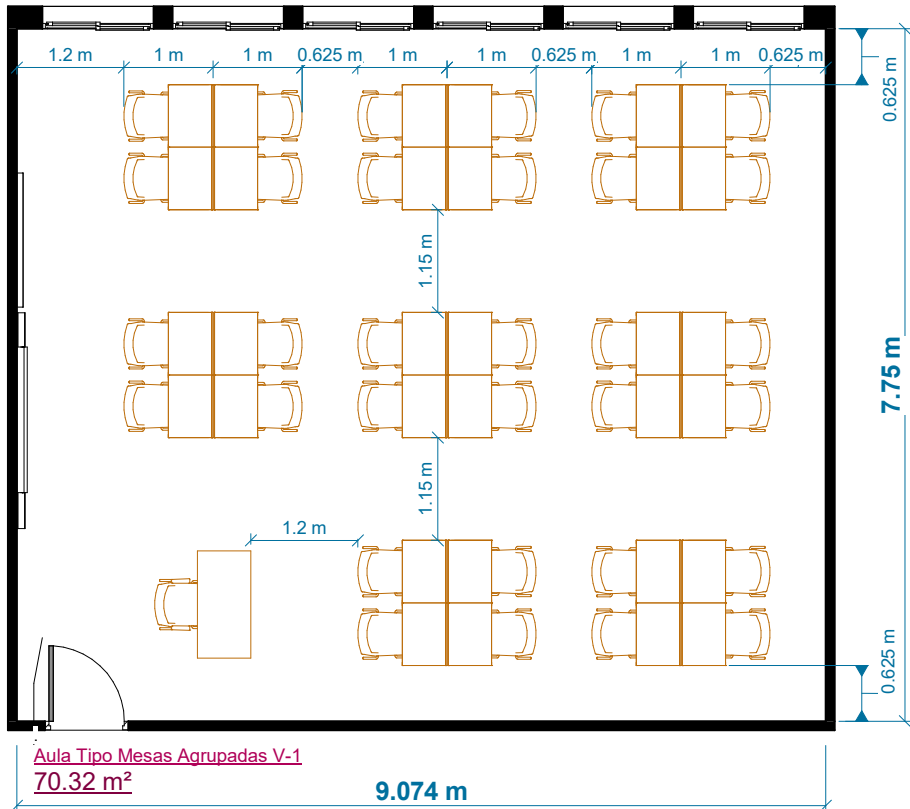 1.2 m 1 m 1 m 0.625 m 1 m 1 m 0.625 m 1 m 1 m 0.625 m
0.625 m
1.15 m
7.75 m
1.15 m
1.2 m
0.625 m
Aula Tipo Mesas Agrupadas V-1
70.32 m²
9.074 m